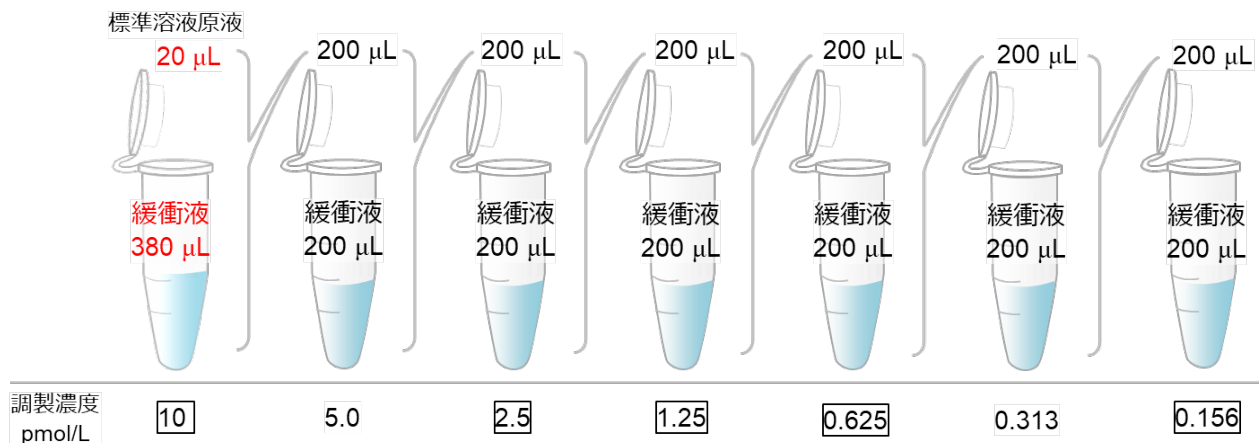 標準溶液原液
20 μL 200 μL 200 μL 200 μL 200 μL 200 μL 200 μL
緩衝液 緩衝液 緩衝液 緩衝液 緩衝液 緩衝液 緩衝液
380 μL 200 μL 200 μL 200 μL 200 μL 200 μL 200 μL
調製濃度
pmol/L 10 5.0 2.5 1.25 0.625 0.313 0.156